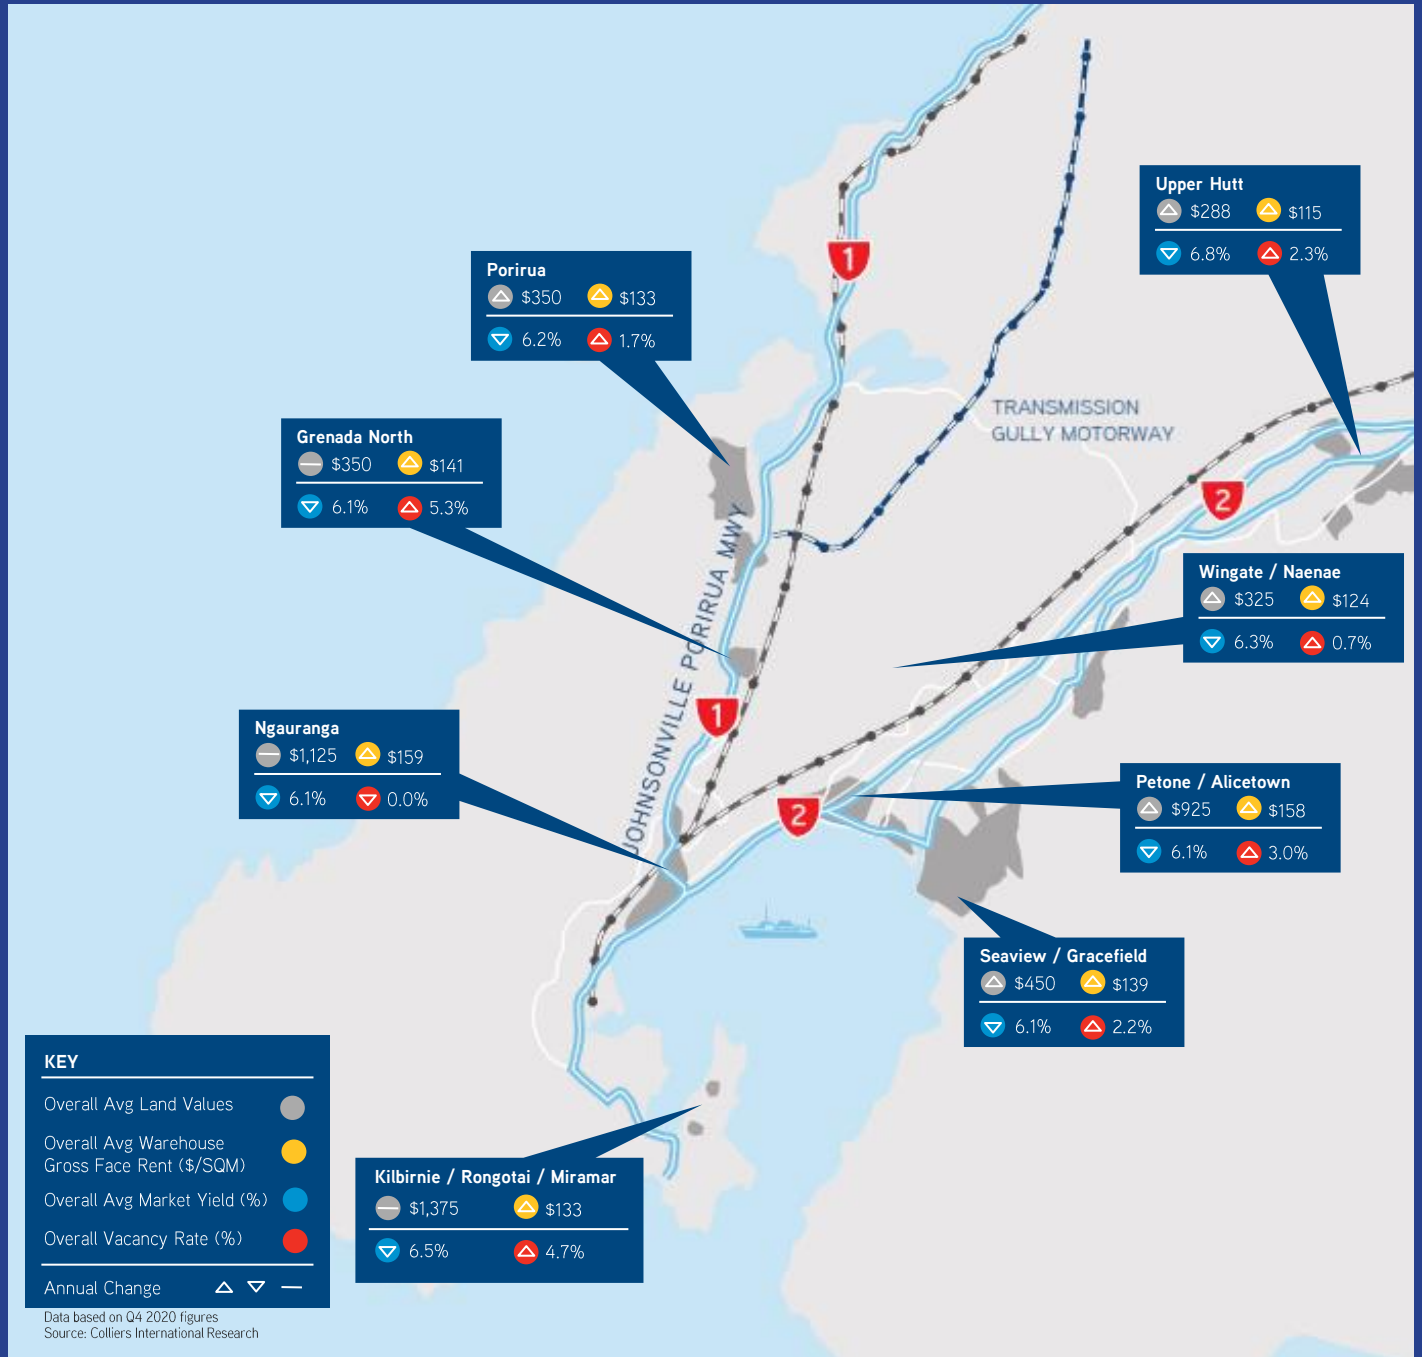 Upper Hutt
$288 $115
6.8% 2.3%
1
Porirua
$350 $133
6.2% 1.7%
TRANSMISSION
GULLY MOTORWAY
Grenada North
$350 $141
6.1% 5.3%
2
JOHNSONVILLE PORIRUA MWY
Wingate / Naenae
$325 $124
6.3% 0.7%
1
Ngauranga
$1,125 $159
6.1% 0.0%
2
Petone / Alicetown
$925 $158
6.1% 3.0%
Seaview / Gracefield
$450 $139
6.1% 2.2%
Kilbirnie / Rongotai / Miramar
$1,375 $133
6.5% 4.7%
KEY
Overall Avg Land Values
Overall Avg Warehouse
Gross Face Rent ($/SQM)
Overall Avg Market Yield (%)
Overall Vacancy Rate (%)
Annual Change
Data based on Q4 2020 figures
Source: Colliers International Research